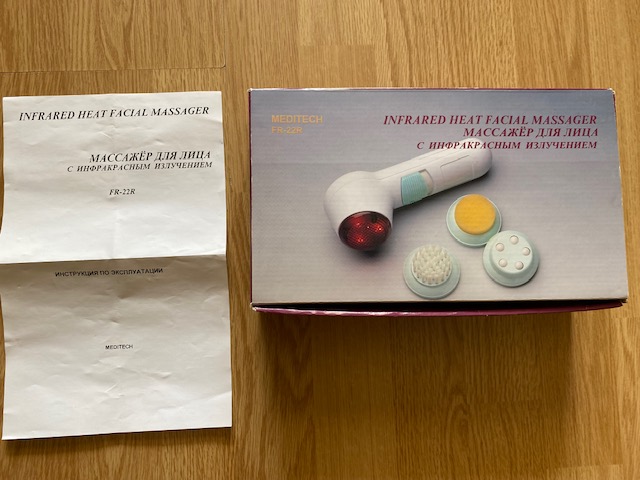 INFRARED HEAT FACIAL MASSAGER
МАССАЖЁР ДЛЯ ЛИЦА
С ИНФРАКРАСНЫМ ИЗЛУЧЕНИЕМ
FR-22R
ИНСТРУКЦИЯ ПО ЭКСПЛУАТАЦИИ
MEDITECH
MEDITECH
FR-22R
INFRARED HEAT FACIAL MASSAGER
МАССАЖЁР ДЛЯ ЛИЦА
С ИНФРАКРАСНЫМ ИЗЛУЧЕНИЕМ